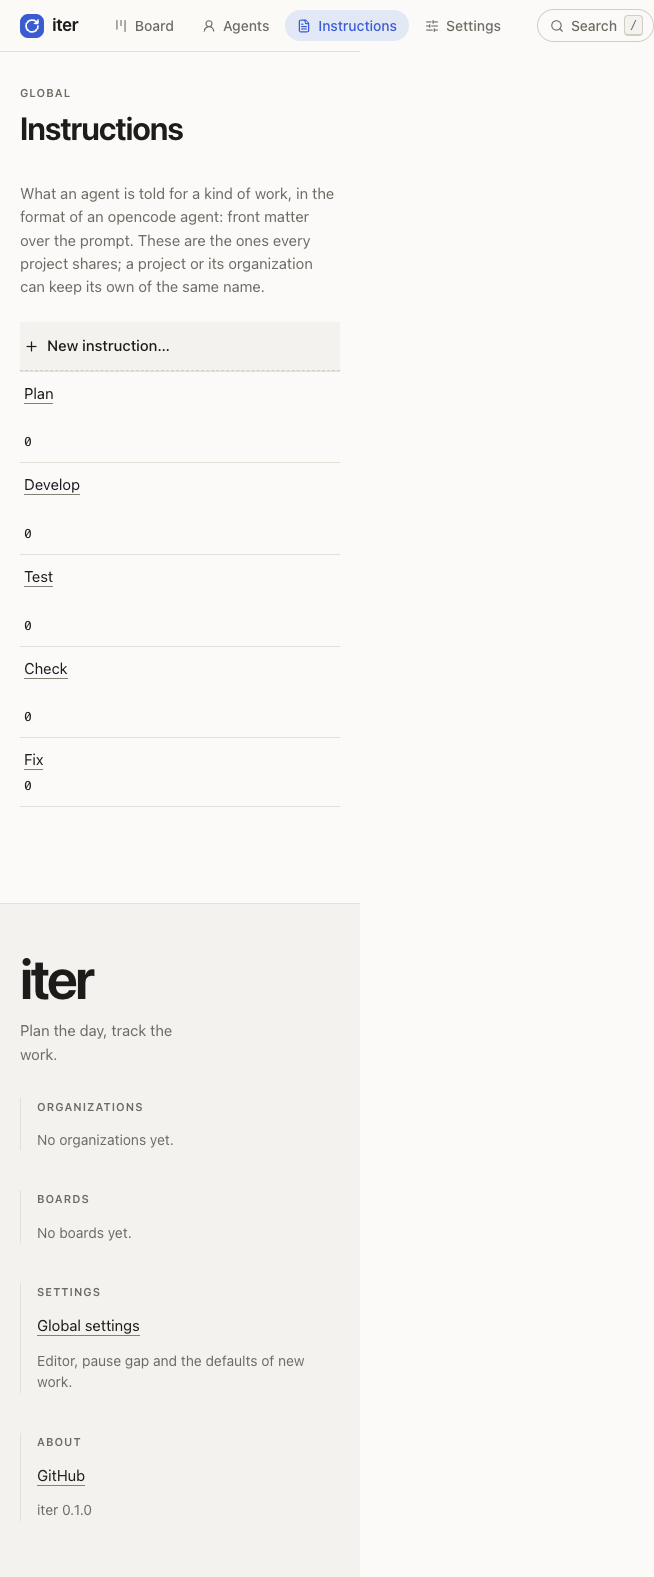 iter Board Agents Instructions Settings Search /
GLOBAL
Instructions
What an agent is told for a kind of work, in the
format of an opencode agent: front matter
over the prompt. These are the ones every
project shares; a project or its organization
can keep its own of the same name.
+ New instruction...
Plan
0
Develop
0
Test
0
Check
0
Fix
0
iter
Plan the day, track the
work.
ORGANIZATIONS
No organizations yet.
BOARDS
No boards yet.
SETTINGS
Global settings
Editor, pause gap and the defaults of new
work.
ABOUT
GitHub
iter 0.1.0